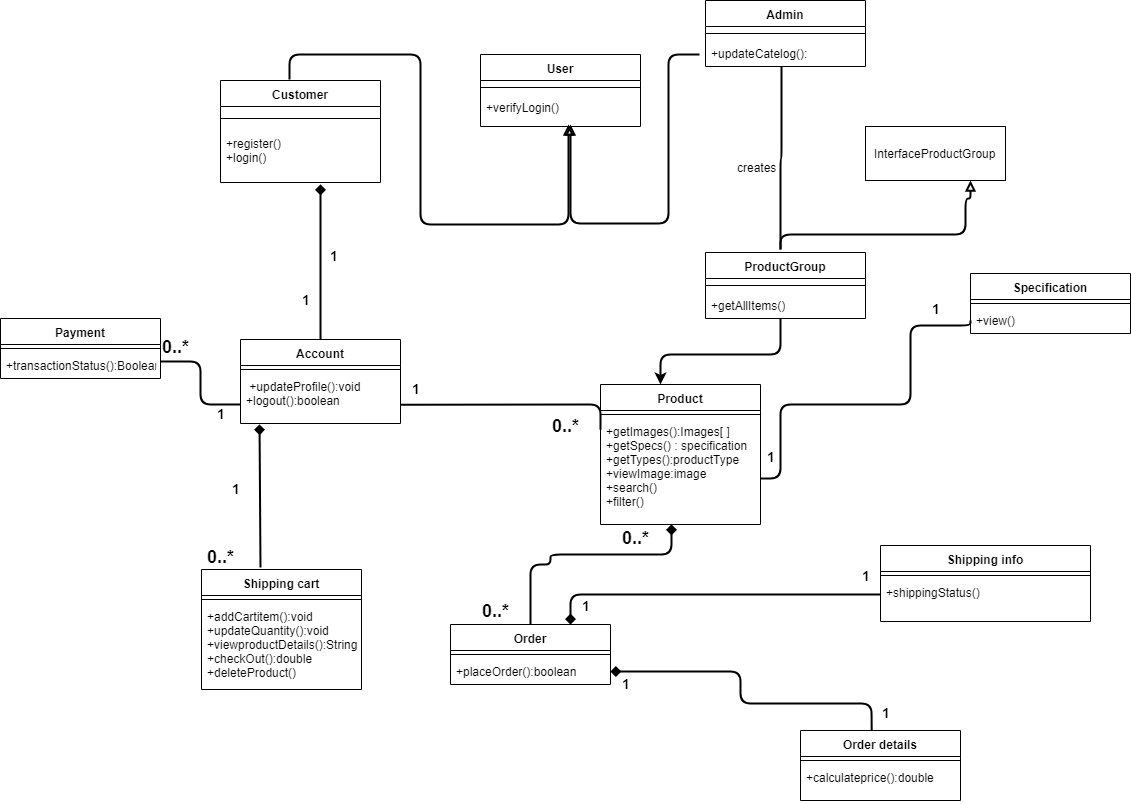 Admin
+updateCatelog():
User
+verifyLogin()
Customer
+register()
+login()
InterfaceProductGroup
creates
1
1
ProductGroup
+getAllItems()
Specification
+view()
1
Payment
+transactionStatus():Boolea
0..*
1
Account
+updateProfile():void
+logout():boolean
1
0..*
Product
+getImages():Images[ ]
+getSpecs() : specification
+getTypes():productType
+viewImage:image
+search()
+filter()
1
1
0..*
Shipping cart
+addCartitem():void
+updateQuantity():void
+viewproductDetails():String
+checkOut():double
+deleteProduct()
0..*
0..*
Order
+placeOrder():boolean
1
1
Shipping info
+shippingStatus()
1
1
Order details
+calculateprice():double